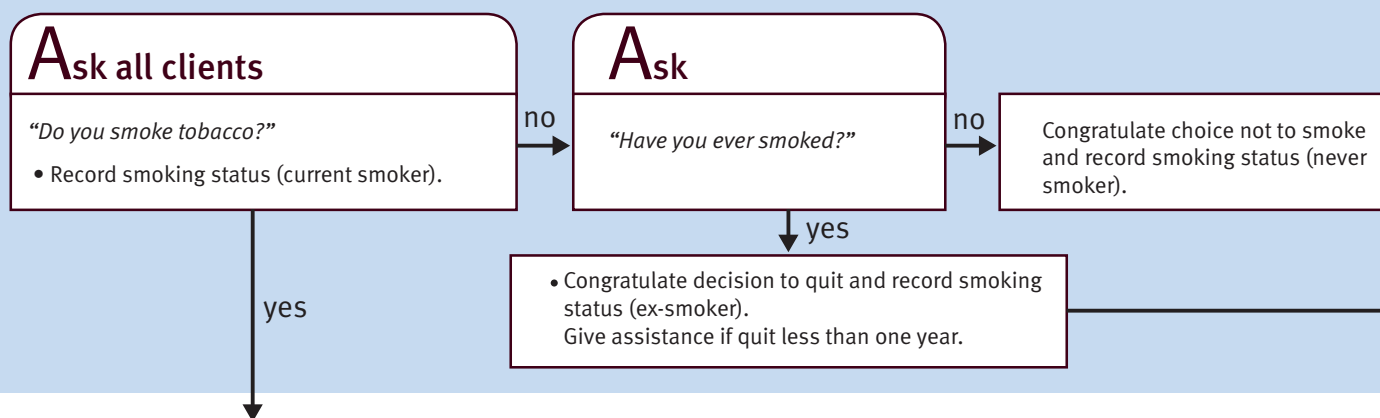 Ask all clients
“Do you smoke tobacco?”
• Record smoking status (current smoker).
no
Ask
“Have you ever smoked?”
no
Congratulate choice not to smoke
and record smoking status (never
smoker).
yes
• Congratulate decision to quit and record smoking
status (ex-smoker).
Give assistance if quit less than one year.
yes